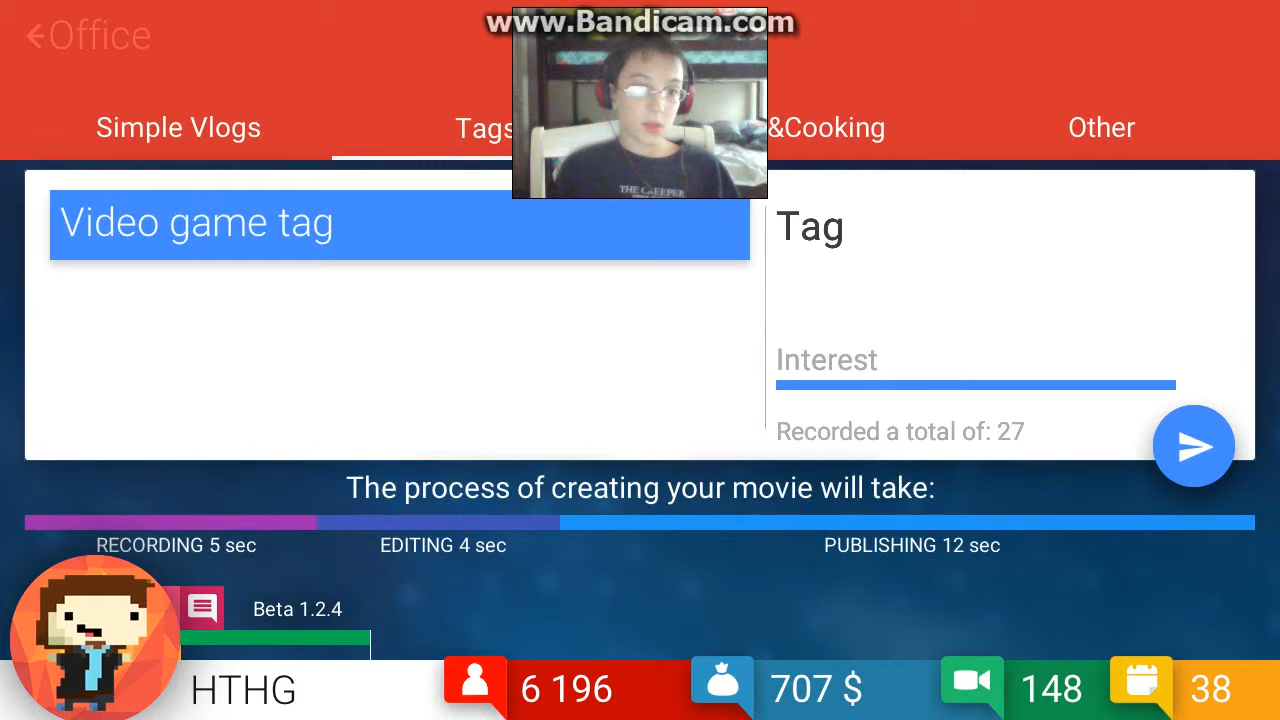 www.Bandicam.com
Office
Simple Vlogs
Tags
&Cooking
Other
Video game tag
Tag
Interest
Recorded a total of: 27
The process of creating your movie will take:
RECORDING 5 sec
EDITING 4 sec
PUBLISHING 12 sec
Beta 1.2.4
HTHG
6 196
707 $
148
38
THE CREEPER